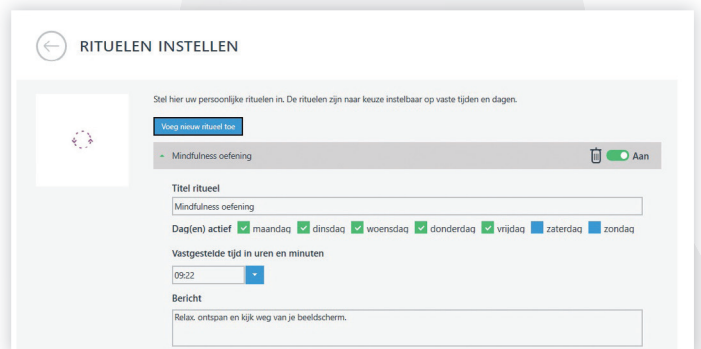 RITUELEN INSTELLEN
Stel hier uw persoonlijke rituelen in. De rituelen zijn naar keuze instelbaar op vaste tijden en dagen.
Voeg nieuw ritueel toe
Mindfulness oefening
Aan
Titel ritueel
Mindfulness oefening
Dag(en) actief maandag dinsdag woensdag donderdag vrijdag zaterdag zondag
Vastgestelde tijd in uren en minuten
09:22
Bericht
Relax. ontspan en kijk weg van je beeldscherm.